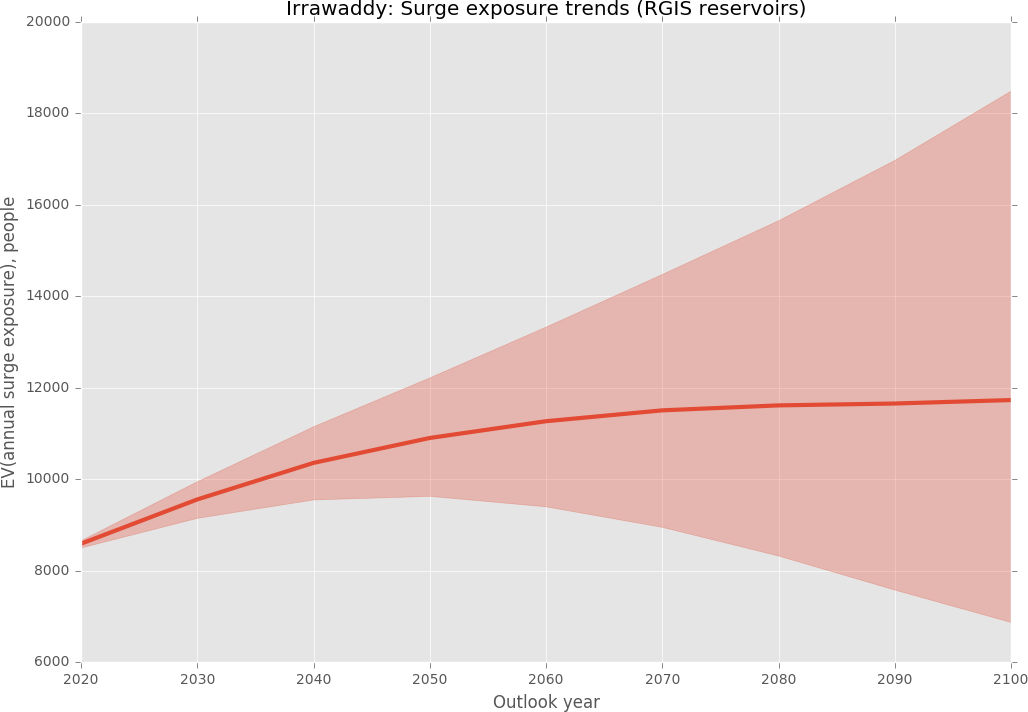 Irrawaddy: Surge exposure trends (RGIS reservoirs)
20000
18000
16000
14000
12000
10000
8000
6000
EV(annual surge exposure), people
2020 2030 2040 2050 2060 2070 2080 2090 2100
Outlook year